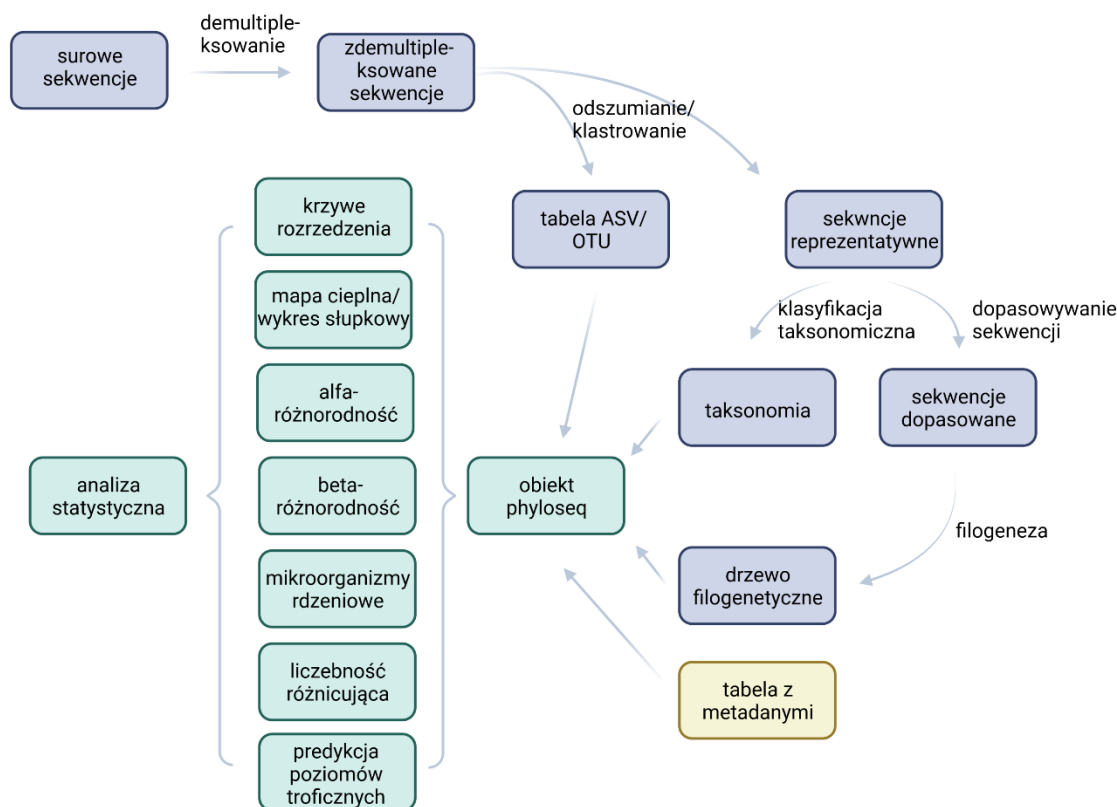 surowe
sekwencje
demultiple-
ksowanie
zdemultiple-
ksowane
sekwencje
odszumianie/
klastrowanie
tabela ASV/
OTU
sekwncje
reprezentatywne
klasyfikacja
taksonomiczna
dopasowywanie
sekwencji
taksonomia
sekwencje
dopasowane
filogeneza
drzewo
filogenetyczne
tabela z
metadanymi
obiekt
phyloseq
krzywe
rozrzedzenia
mapa cieplna/
wykres słupkowy
alfa-
różnorodność
beta-
różnorodność
mikroorganizmy
rdzeniowe
liczebność
różnicująca
predykcja
poziomów
troficznych
analiza
statystyczna